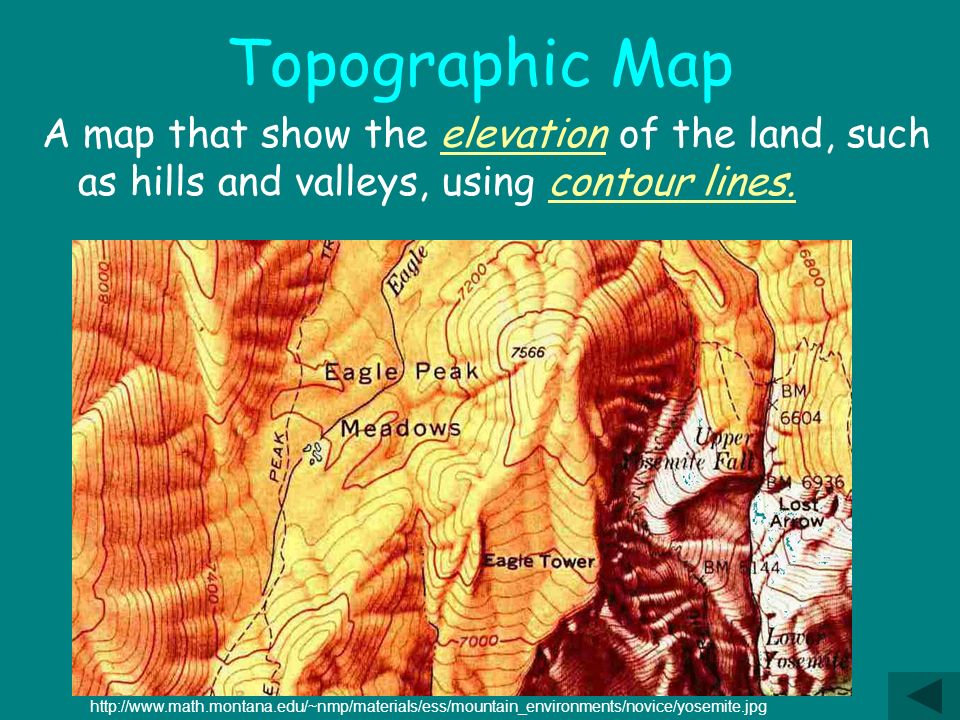 Topographic Map
A map that show the elevation of the land, such
as hills and valleys, using contour lines.
8000
TR
Eagle
7200
6800
7566
Eagle Peak
BM
6604
Meadows
Upper
Yosemite Fall
PEAK
BM 6936
Lost
Arrow
Eagle Tower
BM 6144
7400
7000
Lower
Yosemite
http://www.math.montana.edu/~nmp/materials/ess/mountain_environments/novice/yosemite.jpg